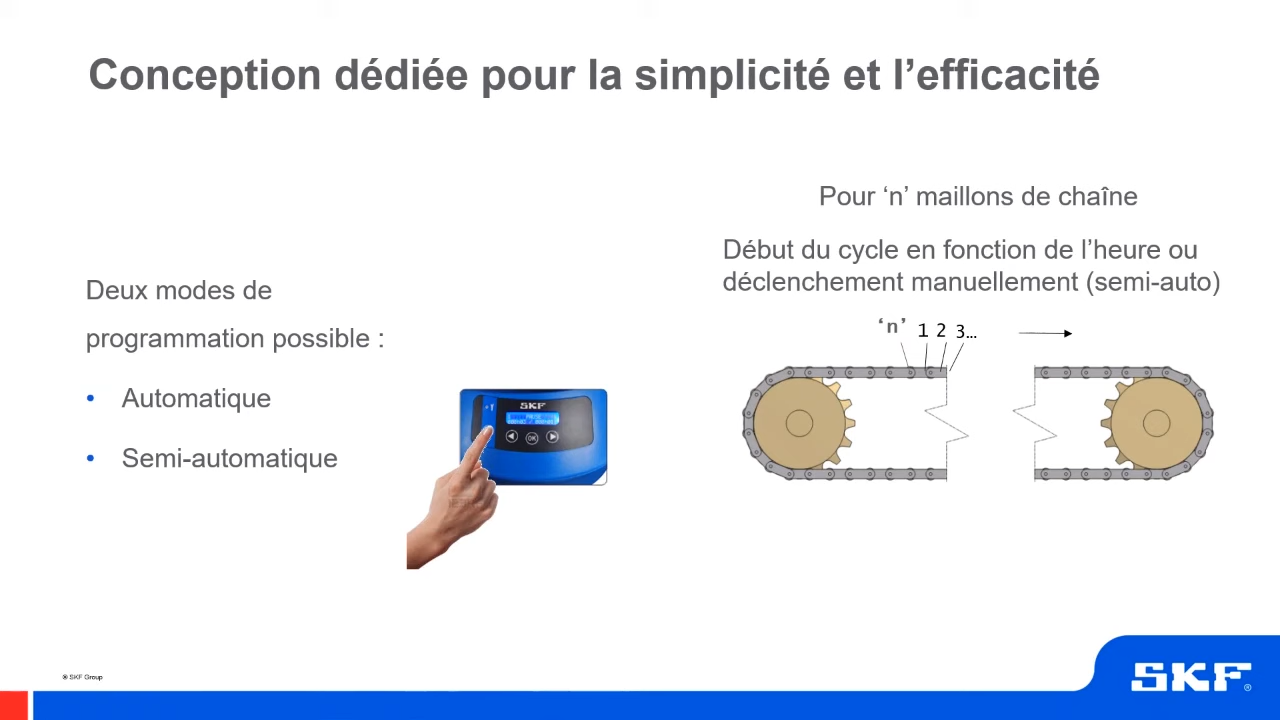 Conception dédiée pour la simplicité et l’efficacité
Pour ‘n’ maillons de chaîne
Début du cycle en fonction de l’heure ou
déclenchement manuellement (semi-auto)
Deux modes de
programmation possible :
• Automatique
• Semi-automatique
‘n’ 1 2 3...
SKF
OK
© SKF Group
SKF®